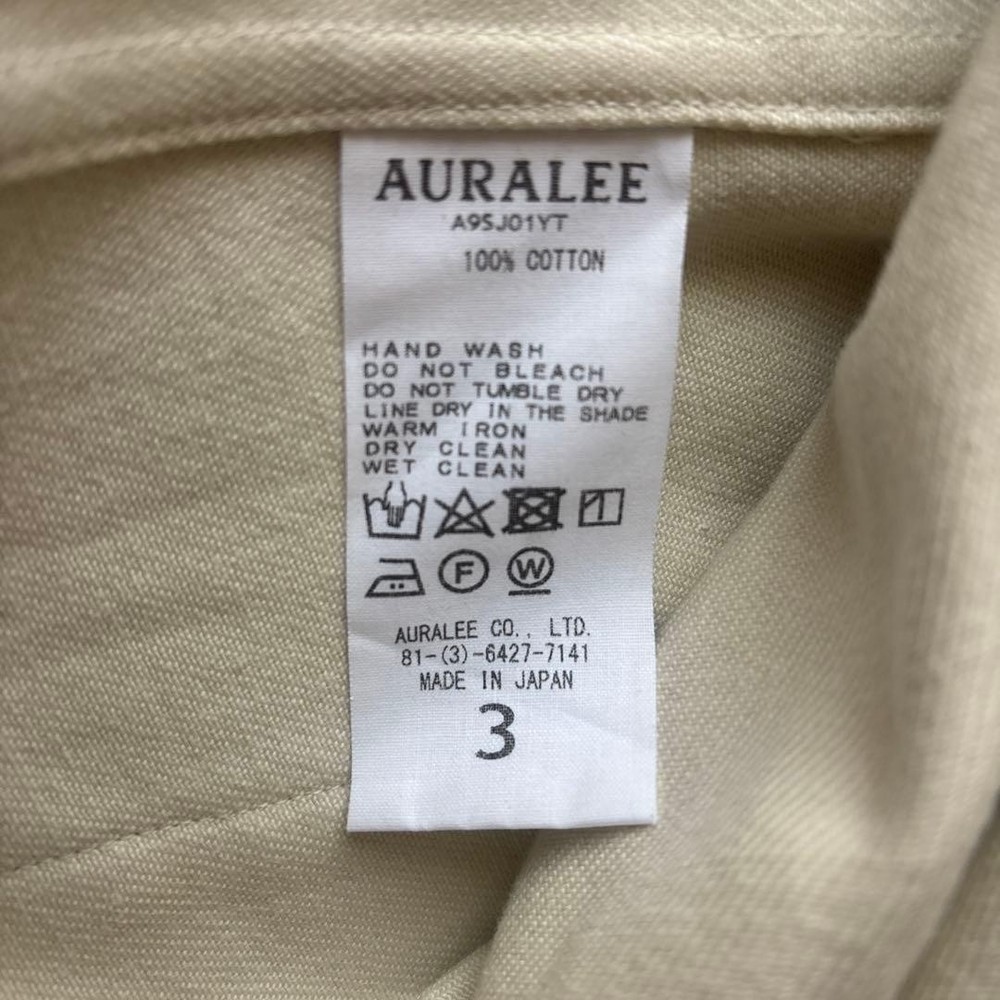 AURALEE
A9SJ01YT
100% COTTON
HAND WASH
DO NOT BLEACH
DO NOT TUMBLE DRY
LINE DRY IN THE SHADE
WARM IRON
DRY CLEAN
WET CLEAN
F W
AURALEE CO., LTD.
81-(3)-6427-7141
MADE IN JAPAN
3